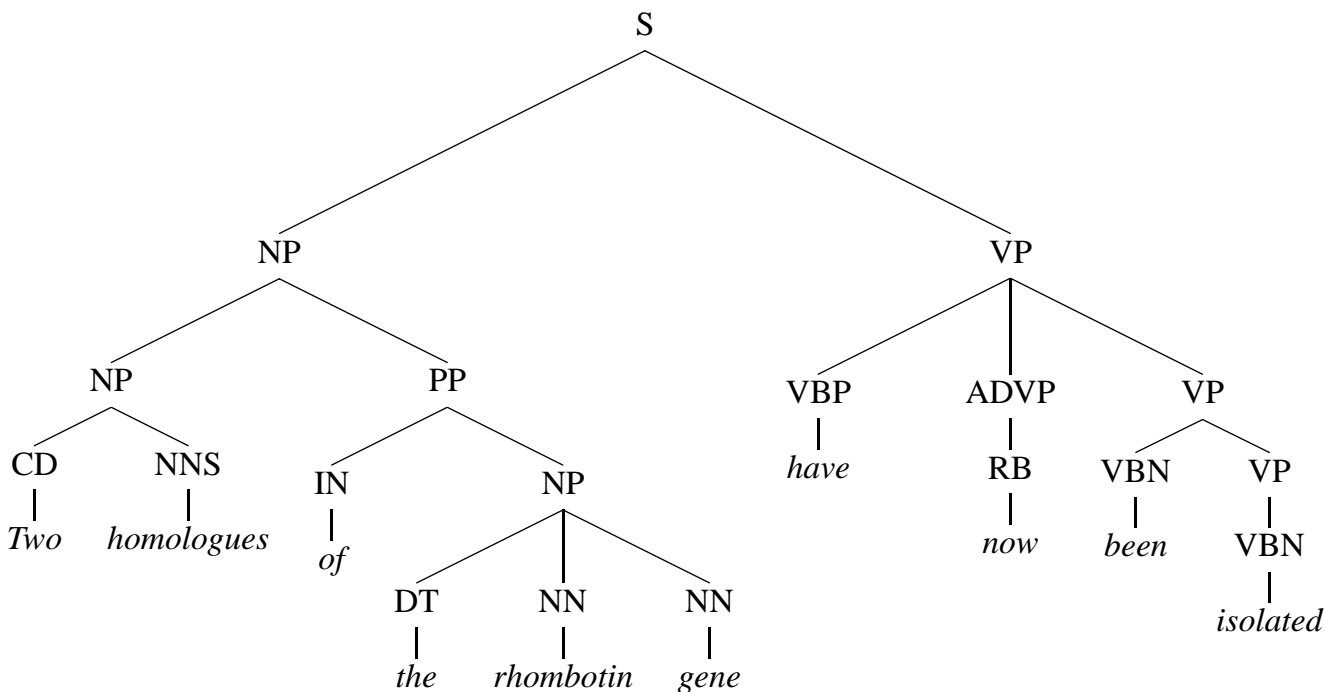 S
NP VP
NP PP VBP ADVP VP
CD NNS IN NP have RB VBN VP
Two homologues of now been VBN
DT NN NN isolated
the rhombotin gene